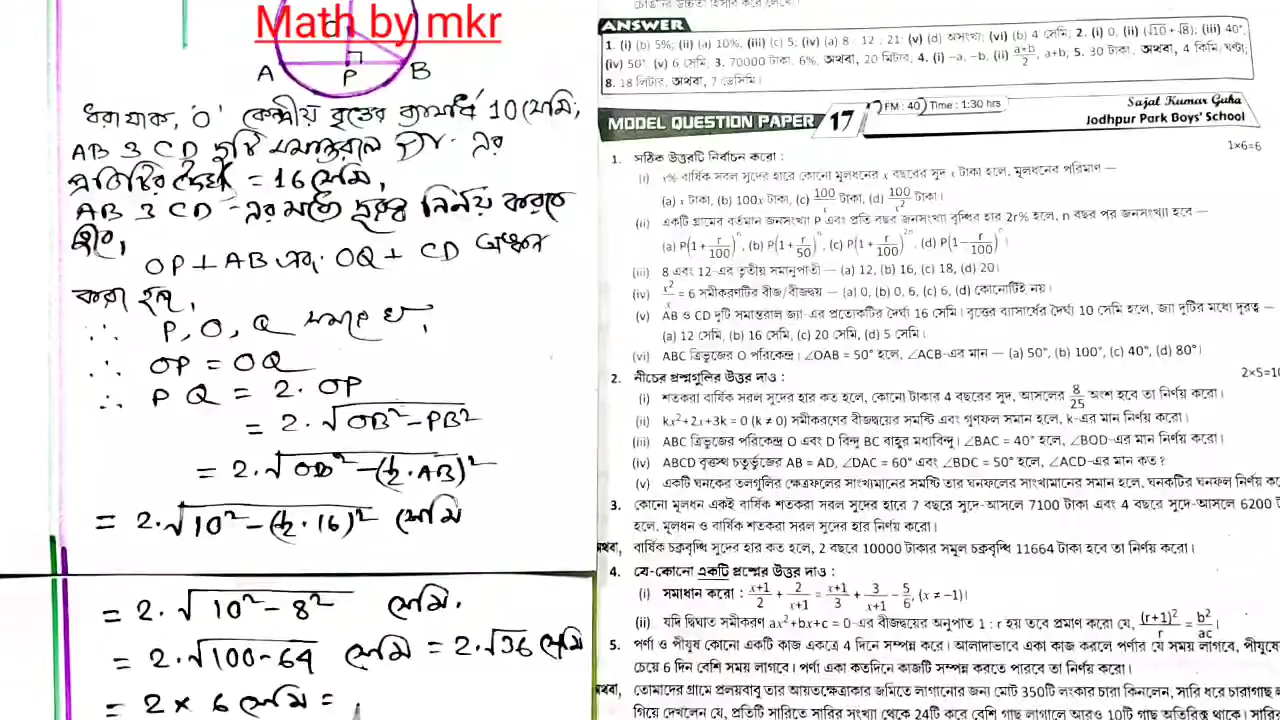 Math by mkr
A P B
ধরা যাক, 'O' কেন্দ্রীয় বৃত্তের ব্যাসার্ধ 10 সেমি,
AB ও CD দুটি সমান্তরাল জ্যা-এর
প্রতিটির দৈর্ঘ্য = 16 সেমি,
AB ও CD-এর মধ্যে দূরত্ব নির্ণয় করতে
হবে,
OP ⊥ AB এবং OQ ⊥ CD অঙ্কন
করা হল,
∴ P, O, Q সমরেখ,
∴ OP = OQ
∴ PQ = 2. OP
= 2.√OB²-PB²
= 2.√OB²-(½.AB)²
= 2.√10²-(½.16)² সেমি
= 2.√10²-8² সেমি.
= 2.√100-64 সেমি = 2.√36 সেমি
= 2 × 6 সেমি =
ANSWER
1. (i) (b) 5%; (ii) (a) 10%, (iii) (c) 5; (iv) (a) 8 : 12 : 21; (v) (d) অসংখ্য; (vi) (b) 4 সেমি; 2. (i) 0, (ii) (√10 + √8); (iii) 40°,
(iv) 50°, (v) 6 সেমি, 3. 70000 টাকা, 6%, অথবা, 20 মিটার, 4. (i) -a, -b, (ii) a+b/2, a+b, 5. 30 টাকা. অথবা, 4 কিমি/ঘণ্টা;
8. 18 লিটার, অথবা, 7 ডেসিমি।
MODEL QUESTION PAPER 17 FM : 40 Time : 1:30 hrs
Sajal Kumar Guha
Jodhpur Park Boys' School
1. সঠিক উত্তরটি নির্বাচন করো : 1×6=6
(i) r% বার্ষিক সরল সুদের হারে কোনো মূলধনের x বছরের সুদ x টাকা হলে, মূলধনের পরিমাণ —
(a) x টাকা, (b) 100x টাকা, (c) 100/r টাকা, (d) 100/r² টাকা।
(ii) একটি গ্রামের বর্তমান জনসংখ্যা P এবং প্রতি বছর জনসংখ্যা বৃদ্ধির হার 2r% হলে, n বছর পর জনসংখ্যা হবে —
(a) P(1+r/100)ⁿ, (b) P(1+r/50)ⁿ, (c) P(1+r/100)²ⁿ, (d) P(1-r/100)ⁿ।
(iii) 8 এবং 12-এর তৃতীয় সমানুপাতী — (a) 12, (b) 16, (c) 18, (d) 20।
(iv) x²/x = 6 সমীকরণটির বীজ/বীজদ্বয় — (a) 0, (b) 0, 6, (c) 6, (d) কোনোটিই নয়।
(v) AB ও CD দুটি সমান্তরাল জ্যা-এর প্রত্যেকটির দৈর্ঘ্য 16 সেমি। বৃত্তের ব্যাসার্ধের দৈর্ঘ্য 10 সেমি হলে, জ্যা দুটির মধ্যে দূরত্ব —
(a) 12 সেমি, (b) 16 সেমি, (c) 20 সেমি, (d) 5 সেমি।
(vi) ABC ত্রিভুজের O পরিকেন্দ্র। ∠OAB = 50° হলে, ∠ACB-এর মান — (a) 50°, (b) 100°, (c) 40°, (d) 80°।
2. নীচের প্রশ্নগুলির উত্তর দাও : 2×5=10
(i) শতকরা বার্ষিক সরল সুদের হার কত হলে, কোনো টাকার 4 বছরের সুদ, আসলের 8/25 অংশ হবে তা নির্ণয় করো।
(ii) kx²+2x+3k = 0 (k ≠ 0) সমীকরণের বীজদ্বয়ের সমষ্টি এবং গুণফল সমান হলে, k-এর মান নির্ণয় করো।
(iii) ABC ত্রিভুজের পরিকেন্দ্র O এবং D বিন্দু BC বাহুর মধ্যবিন্দু। ∠BAC = 40° হলে, ∠BOD-এর মান নির্ণয় করো।
(iv) ABCD বৃত্তস্থ চতুর্ভুজের AB = AD, ∠DAC = 60° এবং ∠BDC = 50° হলে, ∠ACD-এর মান কত?
(v) একটি ঘনকের তলগুলির ক্ষেত্রফলের সাংখ্যমানের সমষ্টি তার ঘনফলের সাংখ্যমানের সমান হলে, ঘনকটির ঘনফল নির্ণয়
3. কোনো মূলধন একই বার্ষিক শতকরা সরল সুদের হারে 7 বছরে সুদে-আসলে 7100 টাকা এবং 4 বছরে সুদে-আসলে 6200
হলে, মূলধন ও বার্ষিক শতকরা সরল সুদের হার নির্ণয় করো।
অথবা, বার্ষিক চক্রবৃদ্ধি সুদের হার কত হলে, 2 বছরে 10000 টাকার সমূল চক্রবৃদ্ধি 11664 টাকা হবে তা নির্ণয় করো।
4. যে-কোনো একটি প্রশ্নের উত্তর দাও :
(i) সমাধান করো : x+1/2 + 2/x+1 = x+1/3 + 3/x+1 - 5/6, (x ≠ -1)।
(ii) যদি দ্বিঘাত সমীকরণ ax²+bx+c = 0-এর বীজদ্বয়ের অনুপাত 1 : r হয় তবে প্রমাণ করো যে, (r+1)²/r = b²/ac।
5. পর্ণা ও পীযুষ কোনো একটি কাজ একত্রে 4 দিনে সম্পন্ন করে। আলাদাভাবে একা কাজ করলে পর্ণার যে সময় লাগবে, পীযুষের
চেয়ে 6 দিন বেশি সময় লাগবে। পর্ণা একা কতদিনে কাজটি সম্পন্ন করতে পারবে তা নির্ণয় করো।
অথবা, তোমাদের গ্রামে প্রলয়বাবু তার আয়তক্ষেত্রাকার জমিতে লাগানোর জন্য মোট 350টি লংকার চারা কিনলেন, সারি ধরে চারাগাছ
গিয়ে দেখলেন যে, প্রতিটি সারিতে সারির সংখ্যা থেকে 24টি করে বেশি গাছ লাগালে আরও 10টি গাছ অতিরিক্ত থাকে।